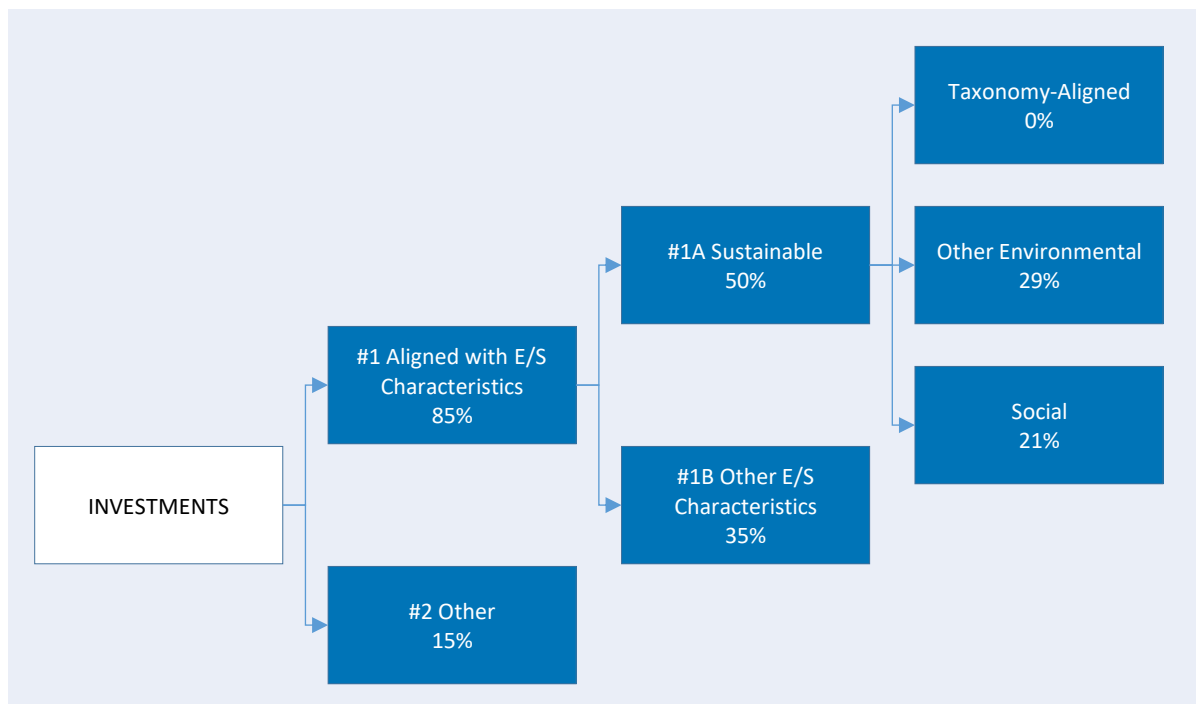 Taxonomy-Aligned
0%
#1A Sustainable
50%
Other Environmental
29%
#1 Aligned with E/S
Characteristics
85%
Social
21%
INVESTMENTS
#1B Other E/S
Characteristics
35%
#2 Other
15%